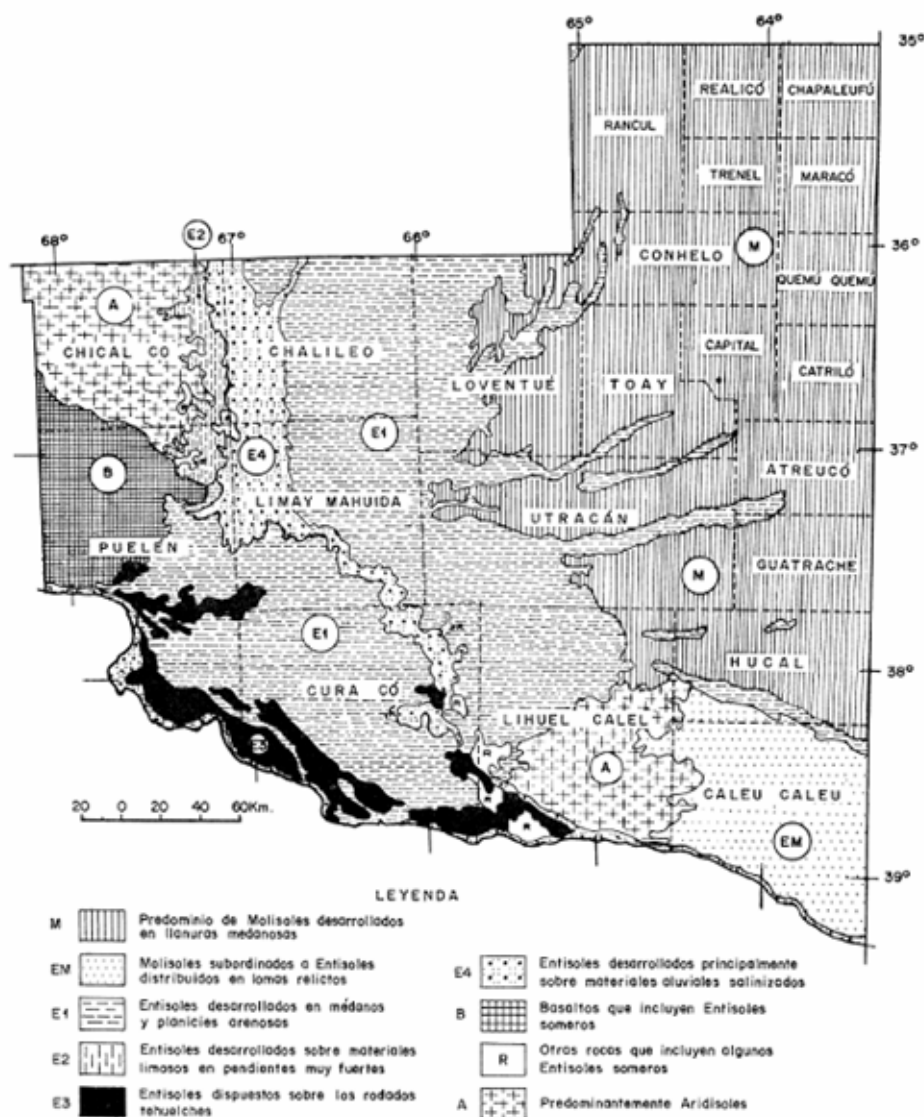 65°
64°
35°
REALICÓ
CHAPALEUFÚ
RANCUL
TRENEL
MARACÓ
E2
68°
67°
66°
36°
CONHELO
M
QUEMÚ QUEMÚ
A
CHICAL CO
CHALILEO
CAPITAL
LOVENTUÉ
TOAY
CATRILÓ
E1
37°
B
E4
ATREUCÓ
LIMAY MAHUIDA
UTRACÁN
PUELÉN
M
GUATRACHE
E1
HUCAL
38°
CURA CÓ
LIHUEL CALEL
E3
R
A
CALEU CALEU
R
20 0 20 40 60Km.
R
EM
39°
LEYENDA
M Predominio de Molisoles desarrollados
en llanuras medanosas
EM Molisoles subordinados a Entisoles
distribuidos en lomas relictos
E1 Entisoles desarrollados en médanos
y planicies arenosas
E2 Entisoles desarrollados sobre materiales
limosos en pendientes muy fuertes
E3 Entisoles dispuestos sobre los rodados
tehuelches
E4 Entisoles desarrollados principalmente
sobre materiales aluviales salinizados
B Basaltos que incluyen Entisoles
someros
R Otras rocas que incluyen algunos
Entisoles someros
A Predominantemente Aridisoles